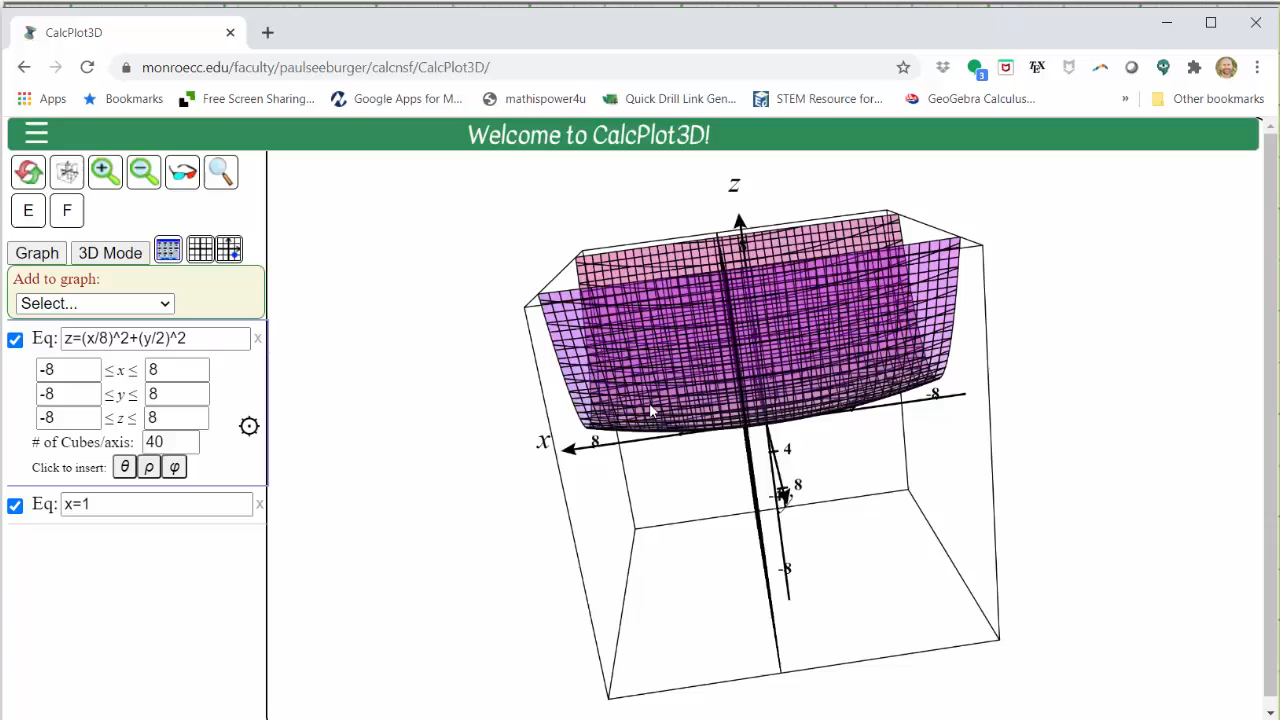 CalcPlot3D
monroecc.edu/faculty/paulseeburger/calcnsf/CalcPlot3D/
3
TEX
Apps
Bookmarks
Free Screen Sharing...
Google Apps for M...
mathispower4u
Quick Drill Link Gen...
STEM Resource for...
GeoGebra Calculus...
»
Other bookmarks
Welcome to CalcPlot3D!
E F
Graph 3D Mode
Add to graph:
Select...
Eq: z=(x/8)^2+(y/2)^2 x
-8 ≤ x ≤ 8
-8 ≤ y ≤ 8
-8 ≤ z ≤ 8
# of Cubes/axis: 40
Click to insert: θ ρ φ
Eq: x=1 x
z
-8
x 8
4
8
-8